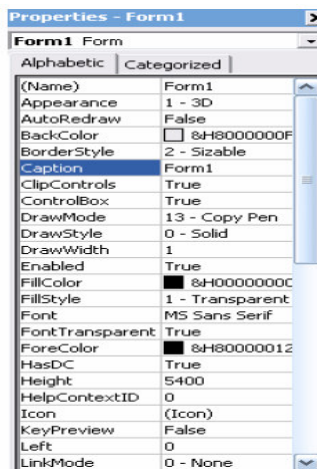 Properties - Form1
Form1 Form
Alphabetic Categorized
(Name) Form1
Appearance 1 - 3D
AutoRedraw False
BackColor &H8000000F
BorderStyle 2 - Sizable
Caption Form1
ClipControls True
ControlBox True
DrawMode 13 - Copy Pen
DrawStyle 0 - Solid
DrawWidth 1
Enabled True
FillColor &H0000000C
FillStyle 1 - Transparent
Font MS Sans Serif
FontTransparent True
ForeColor &H80000012
HasDC True
Height 5400
HelpContextID 0
Icon (Icon)
KeyPreview False
Left 0
LinkMode 0 - None